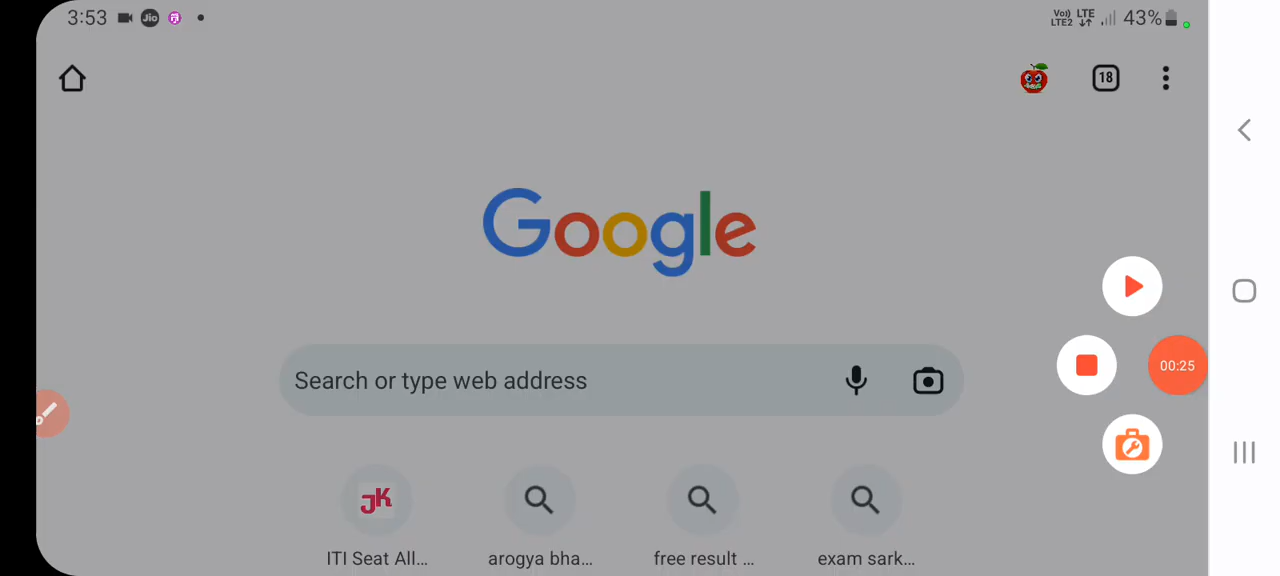 3:53 Jio Vo)) LTE2 LTE 43%
18
Google
00:25
Search or type web address
JK
ITI Seat All... arogya bha... free result ... exam sark...